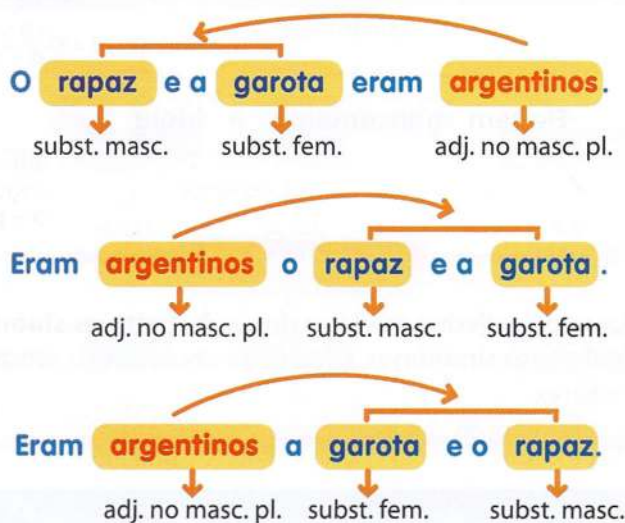 O rapaz e a garota eram argentinos.
subst. masc. subst. fem. adj. no masc. pl.
Eram argentinos o rapaz e a garota.
adj. no masc. pl. subst. masc. subst. fem.
Eram argentinos a garota e o rapaz.
adj. no masc. pl. subst. fem. subst. masc.